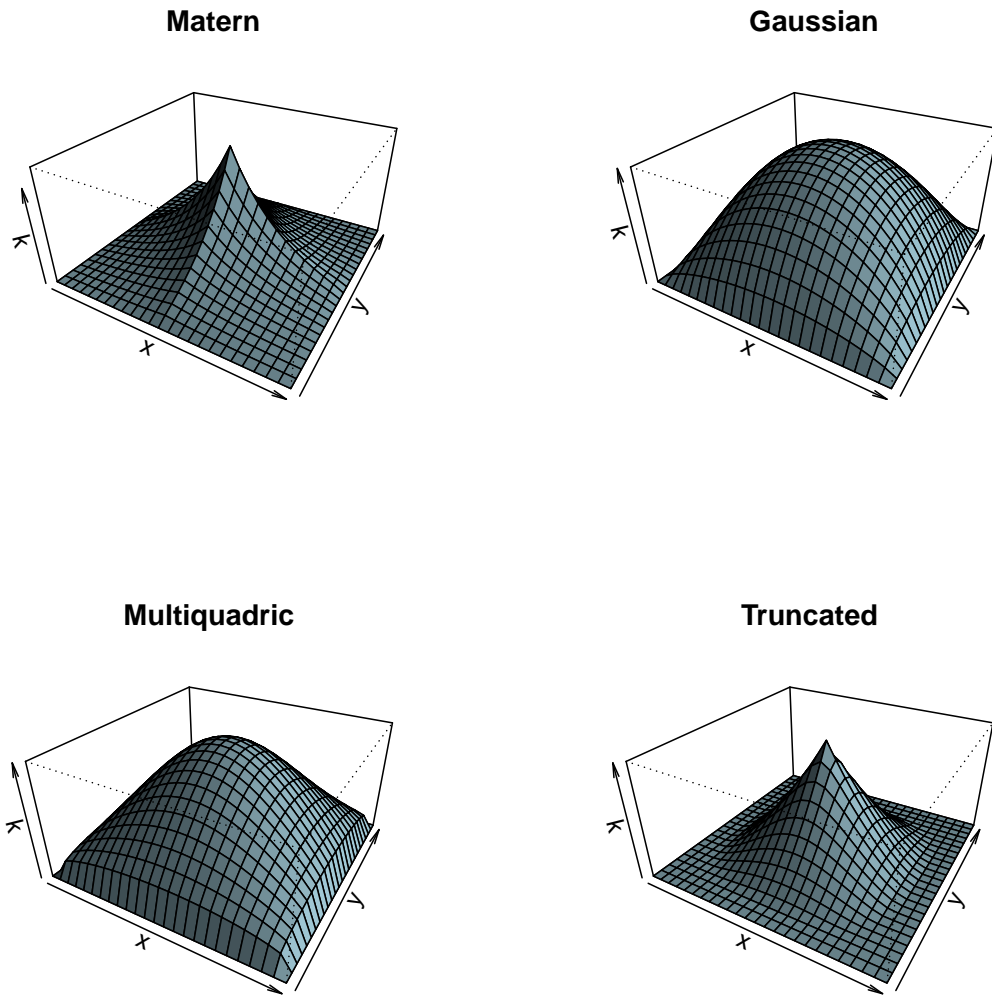 Matern
k
x
y
Gaussian
k
x
y
Multiquadric
k
x
y
Truncated
k
x
y